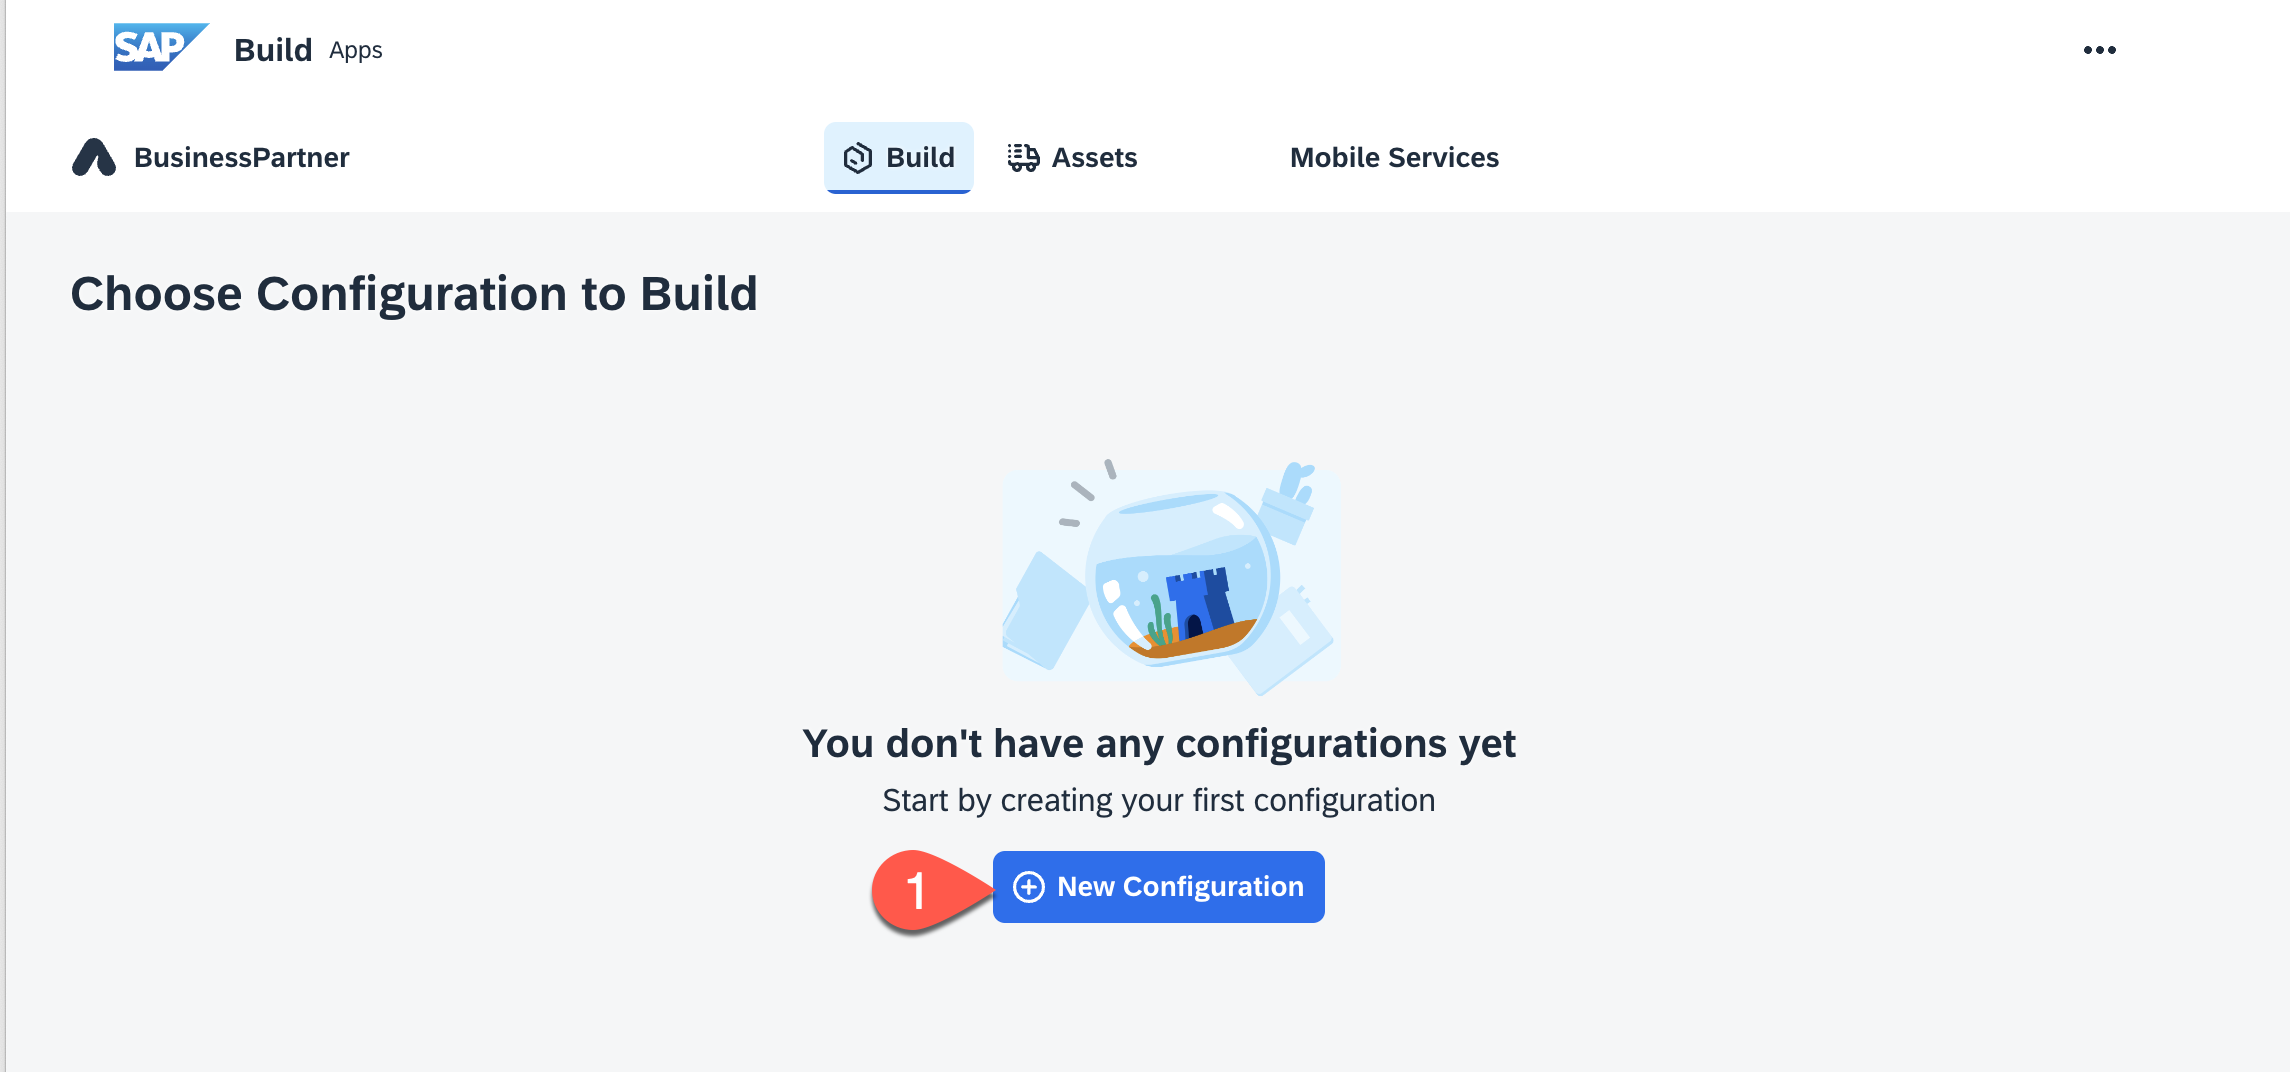 SAP Build Apps
BusinessPartner
Build
Assets
Mobile Services
Choose Configuration to Build
You don't have any configurations yet
Start by creating your first configuration
1
New Configuration